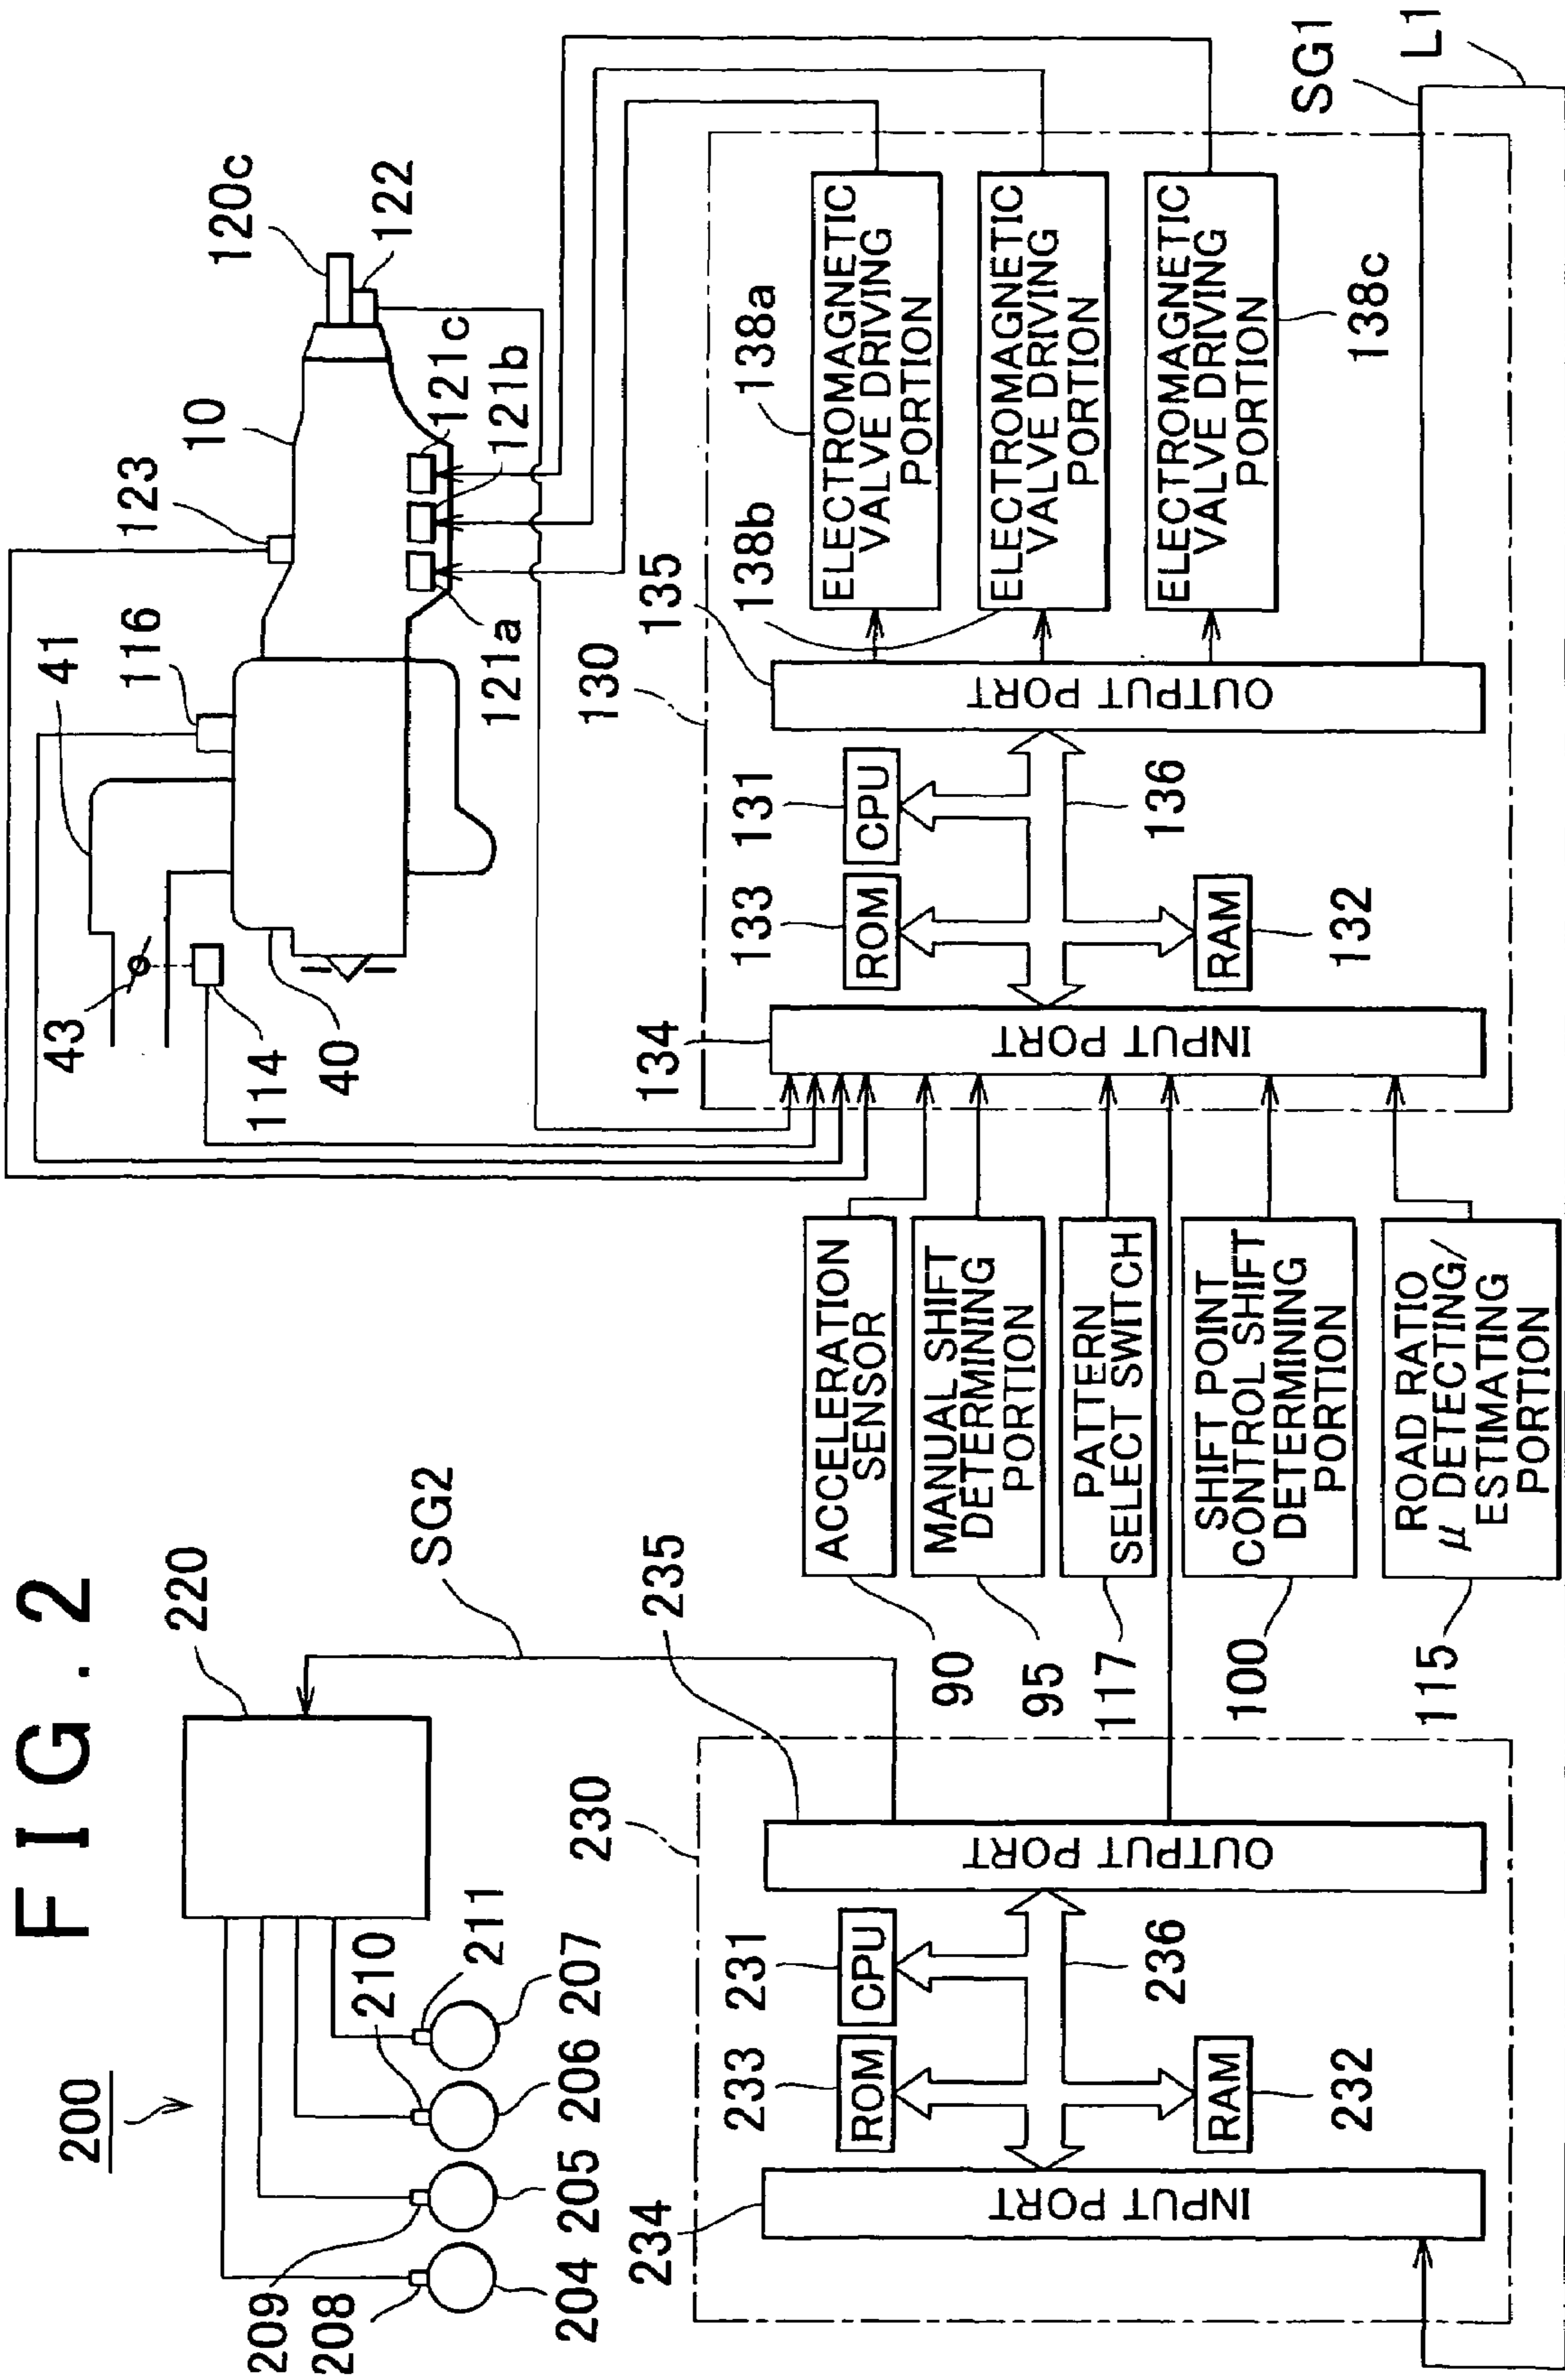 FIG. 2
200
220
SG2
208
209
210
211
204
205
206
207
41
43
114
40
116
123
10
120c
122
121a
121b
121c
230
235
234
INPUT PORT
233
ROM
231
CPU
OUTPUT PORT
236
RAM
232
90
ACCELERATION
SENSOR
95
MANUAL SHIFT
DETERMINING
PORTION
117
PATTERN
SELECT SWITCH
100
SHIFT POINT
CONTROL SHIFT
DETERMINING
PORTION
115
ROAD RATIO
μ DETECTING/
ESTIMATING
PORTION
130
134
INPUT PORT
133
ROM
131
CPU
135
OUTPUT PORT
136
RAM
132
138a
ELECTROMAGNETIC
VALVE DRIVING
PORTION
138b
ELECTROMAGNETIC
VALVE DRIVING
PORTION
ELECTROMAGNETIC
VALVE DRIVING
PORTION
138c
SG1
L1